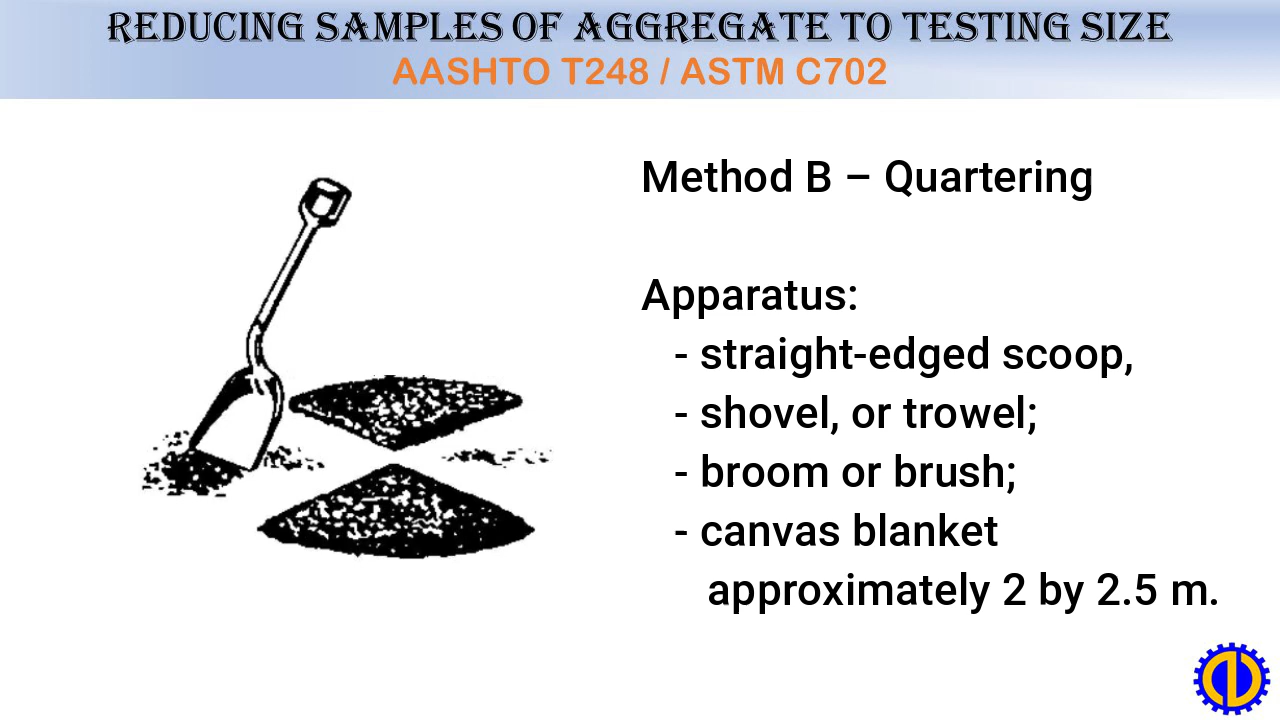 REDUCING SAMPLES OF AGGREGATE TO TESTING SIZE
AASHTO T248 / ASTM C702
Method B – Quartering
Apparatus:
- straight-edged scoop,
- shovel, or trowel;
- broom or brush;
- canvas blanket
approximately 2 by 2.5 m.